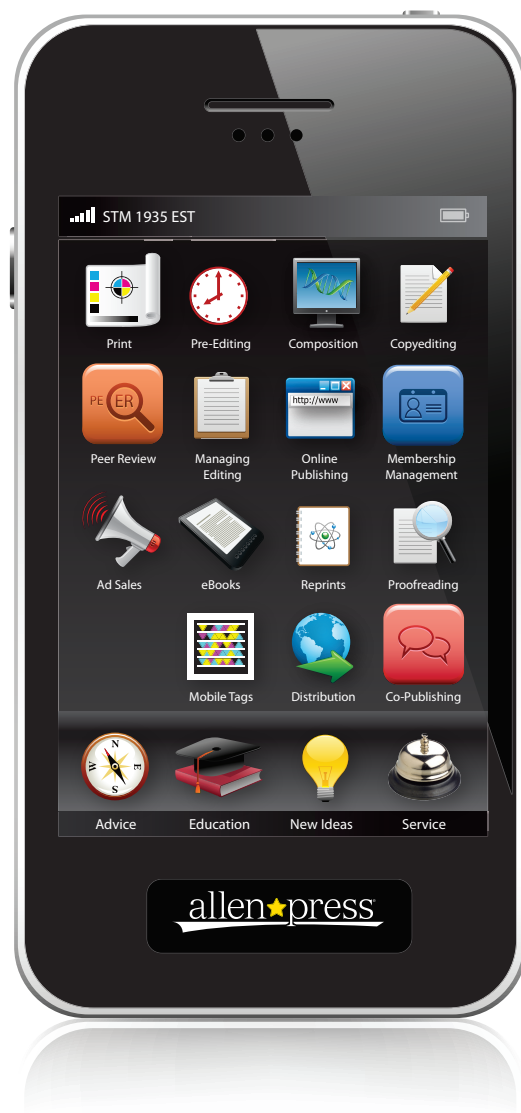 STM 1935 EST
Print Pre-Editing Composition Copyediting
PE ER
http://www
Peer Review Managing Online Membership
Editing Publishing Management
Ad Sales eBooks Reprints Proofreading
Mobile Tags Distribution Co-Publishing
N
W E
S
Advice Education New Ideas Service
allen press